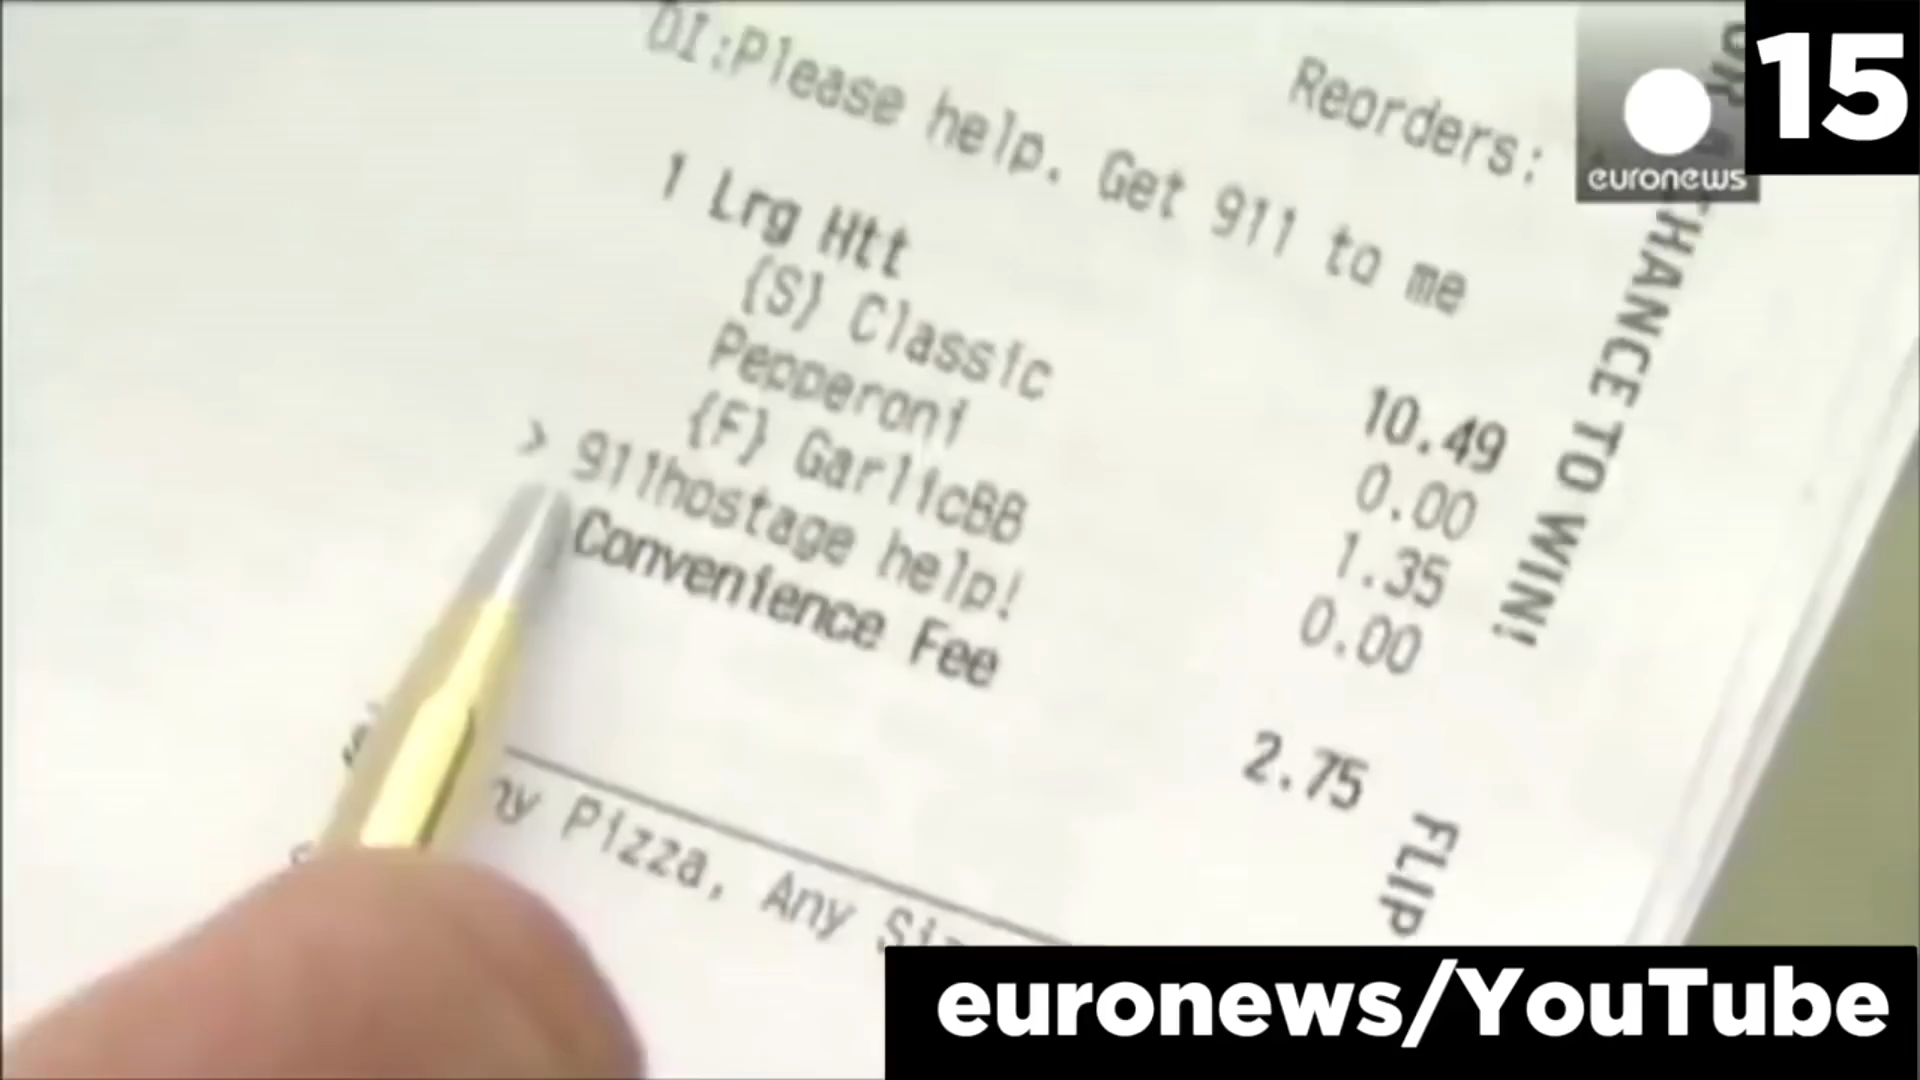 DI:Please help. Get 911 to me
Reorders:
1 Lrg Htt 10.49
{S} Classic 0.00
Pepperoni 1.35
{F} GarlicBB 0.00
> 911hostage help!
Convenience Fee 2.75
Pizza, Any
CHANCE TO WIN!
FLIP
euronews
15
euronews/YouTube